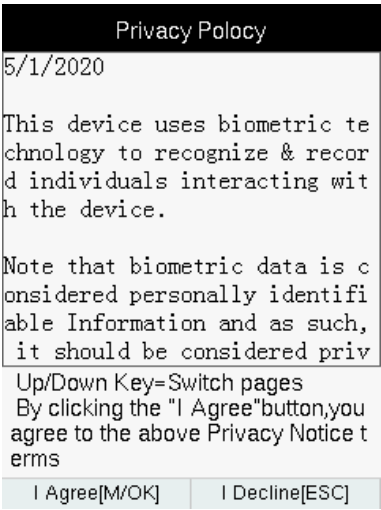 Privacy Polocy
5/1/2020
This device uses biometric te
chnology to recognize & recor
d individuals interacting wit
h the device.
Note that biometric data is c
onsidered personally identifi
able Information and as such,
it should be considered priv
Up/Down Key=Switch pages
By clicking the "I Agree"button,you
agree to the above Privacy Notice t
erms
I Agree[M/OK]
I Decline[ESC]